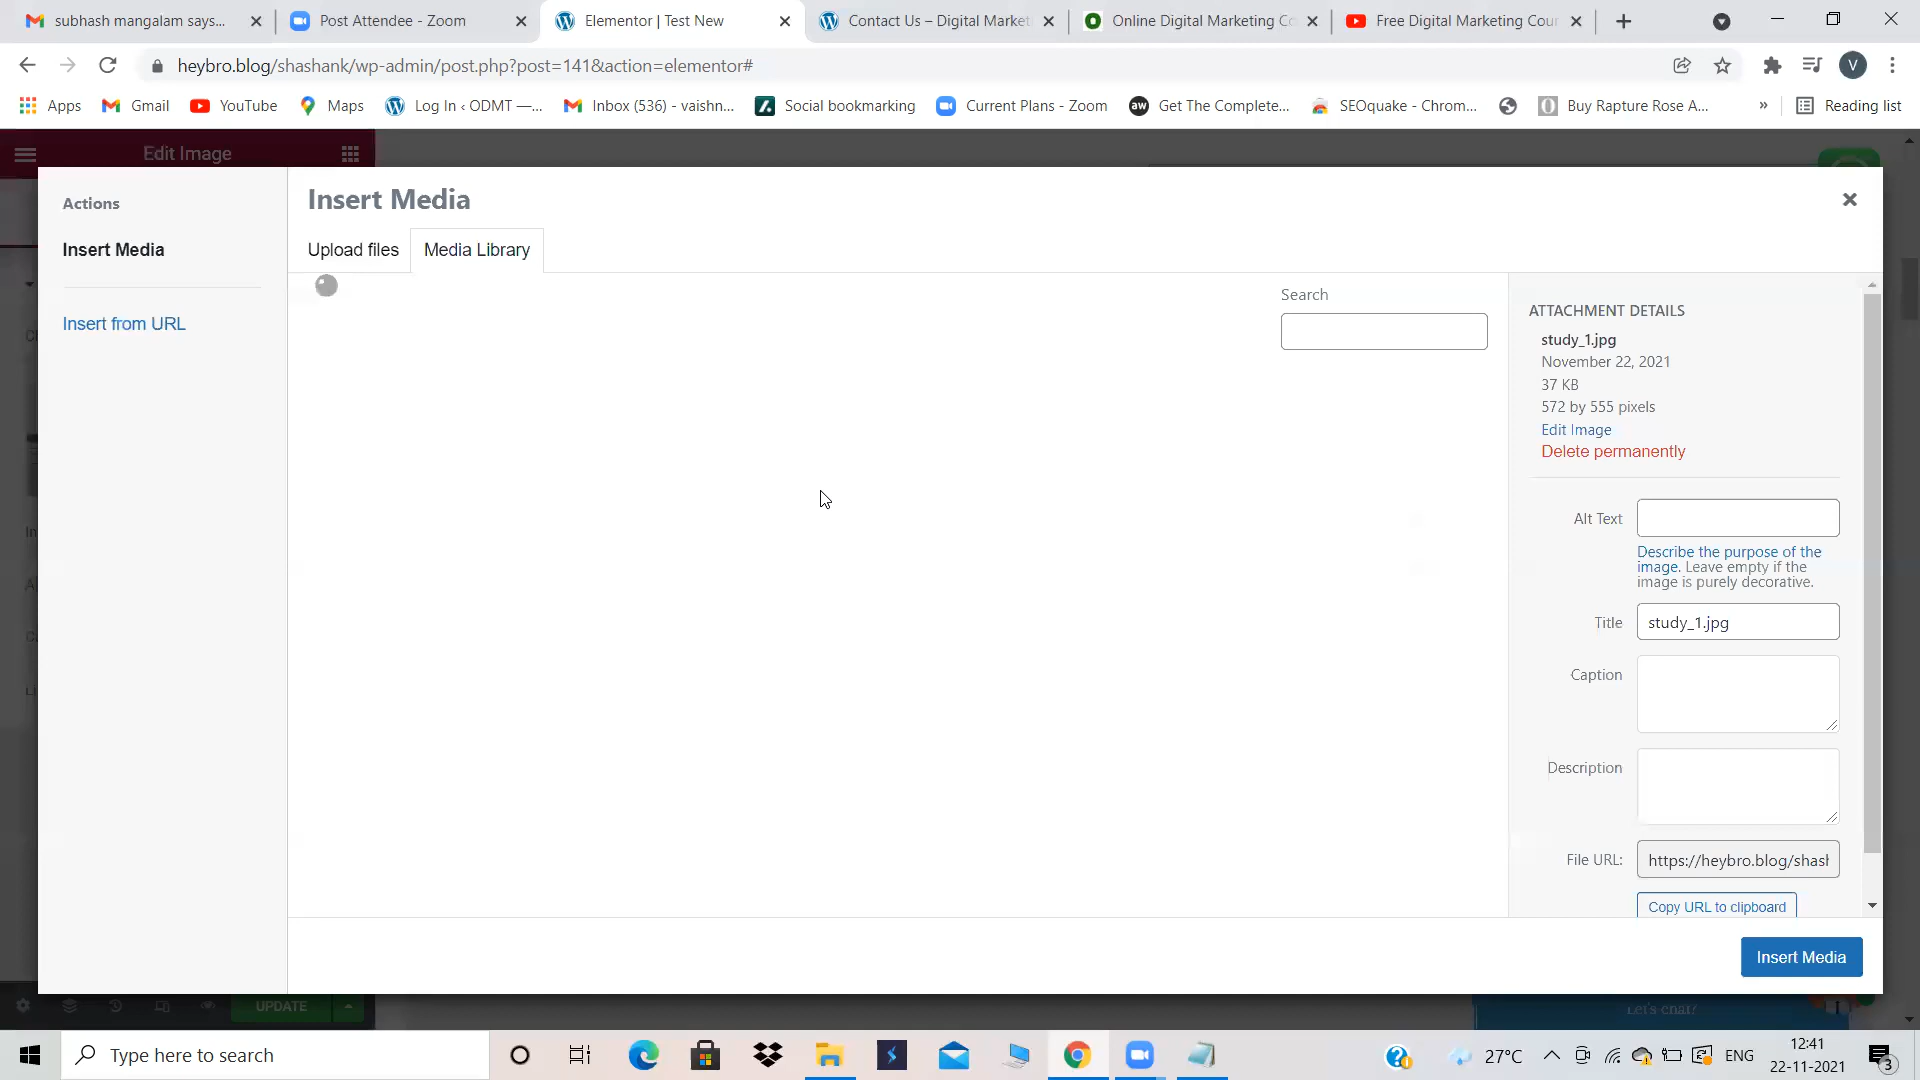 subhash mangalam says...
Post Attendee - Zoom
Elementor | Test New
Contact Us – Digital Market
Online Digital Marketing Co
Free Digital Marketing Cour
heybro.blog/shashank/wp-admin/post.php?post=141&action=elementor#
V
Apps
Gmail
YouTube
Maps
Log In ‹ ODMT —...
Inbox (536) - vaishn...
Social bookmarking
Current Plans - Zoom
aw
Get The Complete...
SEOquake - Chrom...
Buy Rapture Rose A...
»
Reading list
Edit Image
Actions
Insert Media
Insert from URL
Insert Media
Upload files
Media Library
Search
ATTACHMENT DETAILS
study_1.jpg
November 22, 2021
37 KB
572 by 555 pixels
Edit Image
Delete permanently
Alt Text
Describe the purpose of the
image. Leave empty if the
image is purely decorative.
Title
study_1.jpg
Caption
Description
File URL:
https://heybro.blog/shash
Copy URL to clipboard
Insert Media
UPDATE
Let's chat?
Type here to search
27°C
ENG
12:41
22-11-2021
3